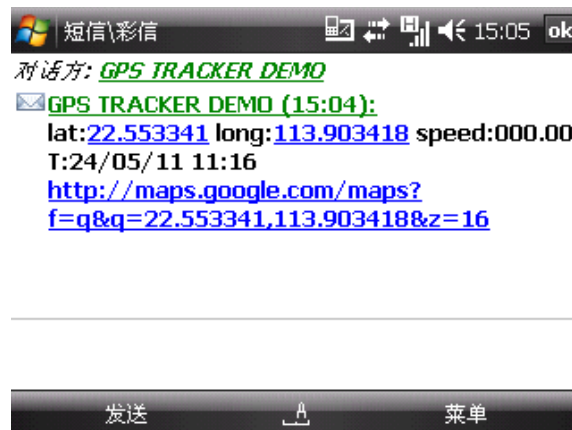 短信\彩信 15:05 ok
对话方: GPS TRACKER DEMO
GPS TRACKER DEMO (15:04):
lat:22.553341 long:113.903418 speed:000.00
T:24/05/11 11:16
http://maps.google.com/maps?
f=q&q=22.553341,113.903418&z=16
发送 A 菜单